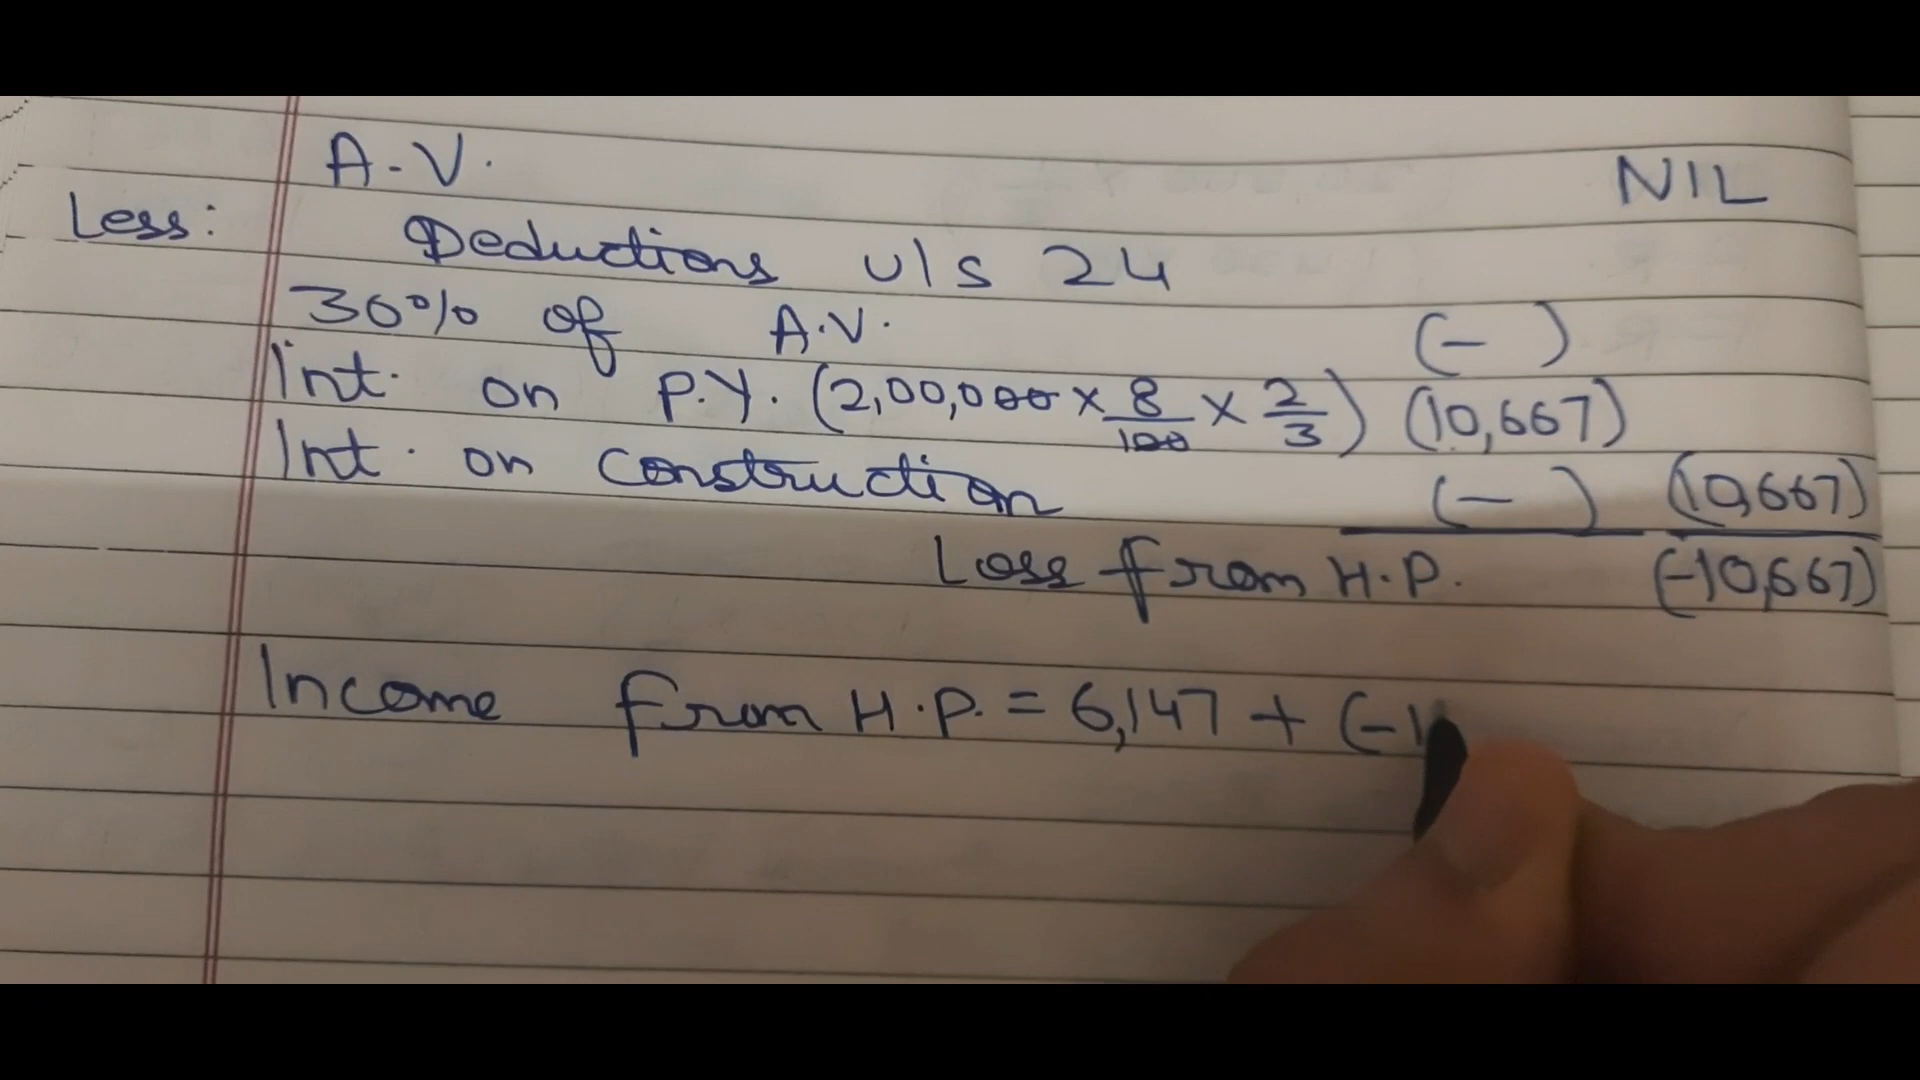 A.V. NIL
Less: Deductions u/s 24
30% of A.V. (-)
Int. on P.Y. (2,00,000 × 8/100 × 2/3) (10,667)
Int. on construction (-) (10,667)
Loss from H.P. (-10,667)
Income from H.P. = 6,147 + (-1